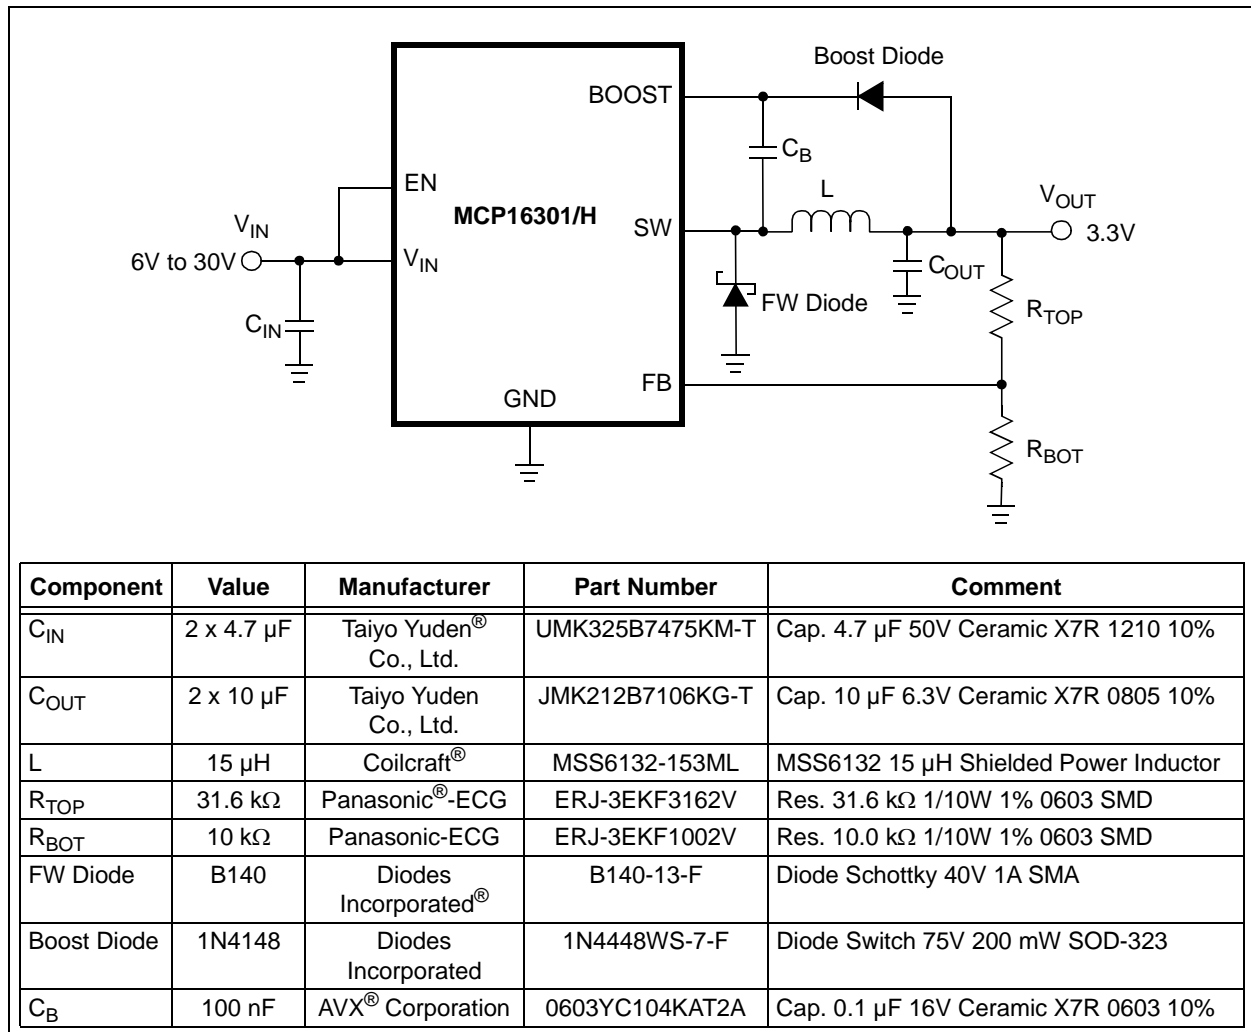 Boost Diode
BOOST
C_B
EN
L
V_OUT
MCP16301/H
SW
V_IN
3.3V
6V to 30V
V_IN
C_OUT
FW Diode
R_TOP
C_IN
FB
GND
R_BOT
Component Value Manufacturer Part Number Comment
C_IN 2 x 4.7 µF Taiyo Yuden® Co., Ltd. UMK325B7475KM-T Cap. 4.7 µF 50V Ceramic X7R 1210 10%
C_OUT 2 x 10 µF Taiyo Yuden Co., Ltd. JMK212B7106KG-T Cap. 10 µF 6.3V Ceramic X7R 0805 10%
L 15 µH Coilcraft® MSS6132-153ML MSS6132 15 µH Shielded Power Inductor
R_TOP 31.6 kΩ Panasonic®-ECG ERJ-3EKF3162V Res. 31.6 kΩ 1/10W 1% 0603 SMD
R_BOT 10 kΩ Panasonic-ECG ERJ-3EKF1002V Res. 10.0 kΩ 1/10W 1% 0603 SMD
FW Diode B140 Diodes Incorporated® B140-13-F Diode Schottky 40V 1A SMA
Boost Diode 1N4148 Diodes Incorporated 1N4448WS-7-F Diode Switch 75V 200 mW SOD-323
C_B 100 nF AVX® Corporation 0603YC104KAT2A Cap. 0.1 µF 16V Ceramic X7R 0603 10%